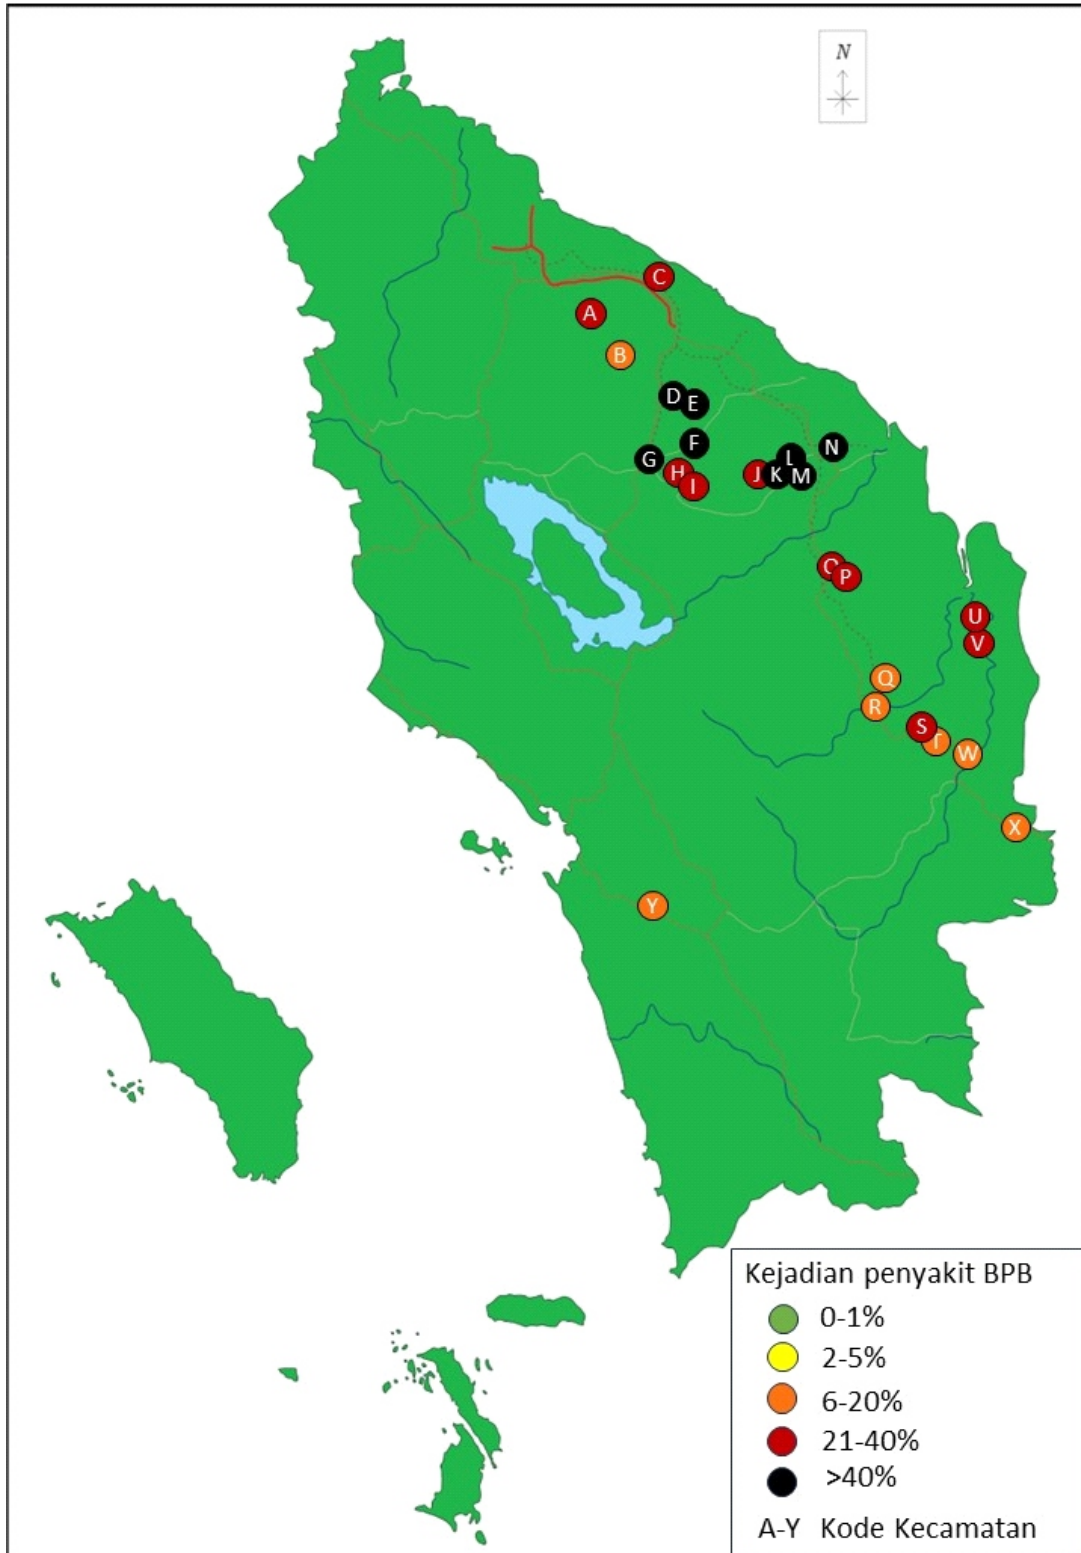 N
C
A
B
D
E
F
G
H
I
J
K
L
M
N
O
P
U
V
Q
R
S
T
W
X
Y
Kejadian penyakit BPB
0-1%
2-5%
6-20%
21-40%
>40%
A-Y Kode Kecamatan